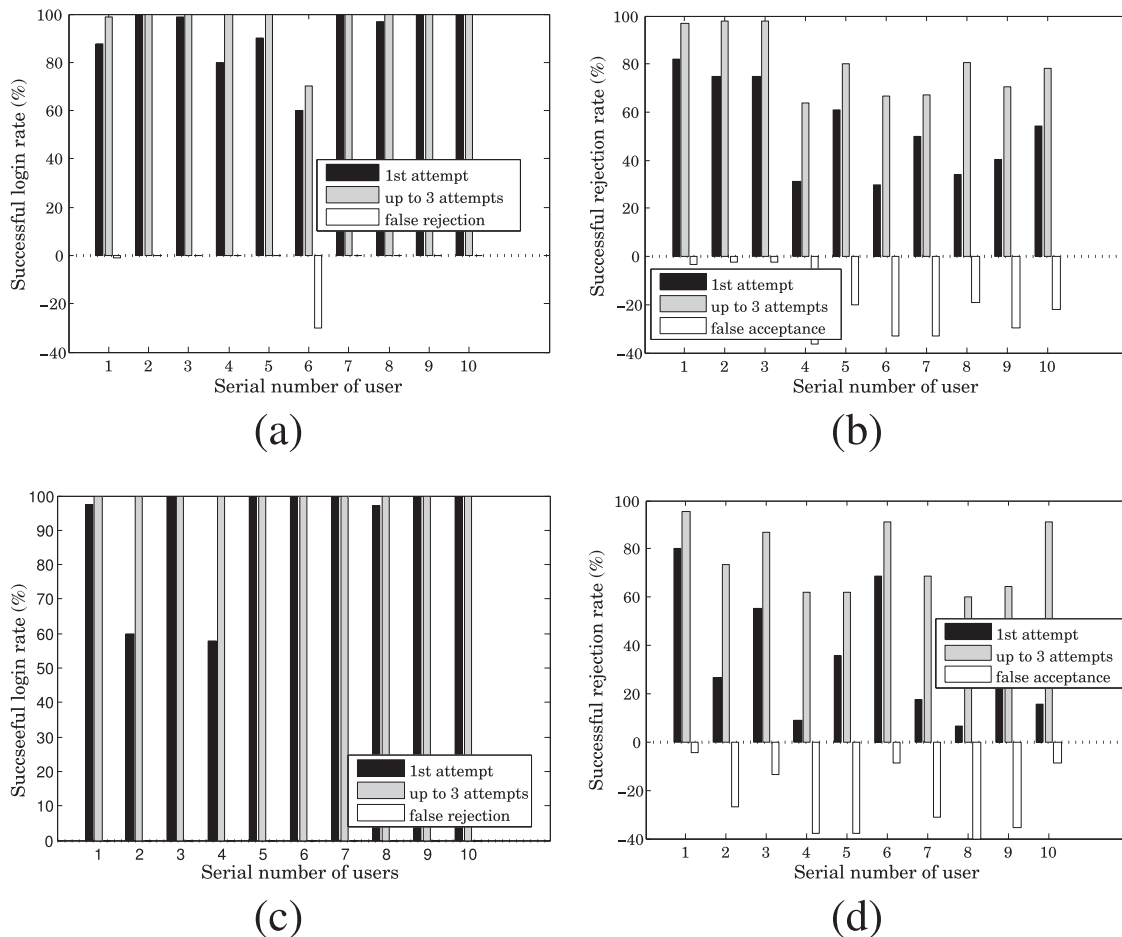 Successful login rate (%)
100
80
60
40
20
0
−20
−40
1st attempt
up to 3 attempts
false rejection
1 2 3 4 5 6 7 8 9 10
Serial number of user
(a)
Successful rejection rate (%)
100
80
60
40
20
0
−20
−40
1st attempt
up to 3 attempts
false acceptance
1 2 3 4 5 6 7 8 9 10
Serial number of user
(b)
Succseeful login rate (%)
100
90
80
70
60
50
40
30
20
10
0
1st attempt
up to 3 attempts
false rejection
1 2 3 4 5 6 7 8 9 10
Serial number of users
(c)
Successful rejection rate (%)
100
80
60
40
20
0
−20
−40
1st attempt
up to 3 attempts
false acceptance
1 2 3 4 5 6 7 8 9 10
Serial number of user
(d)